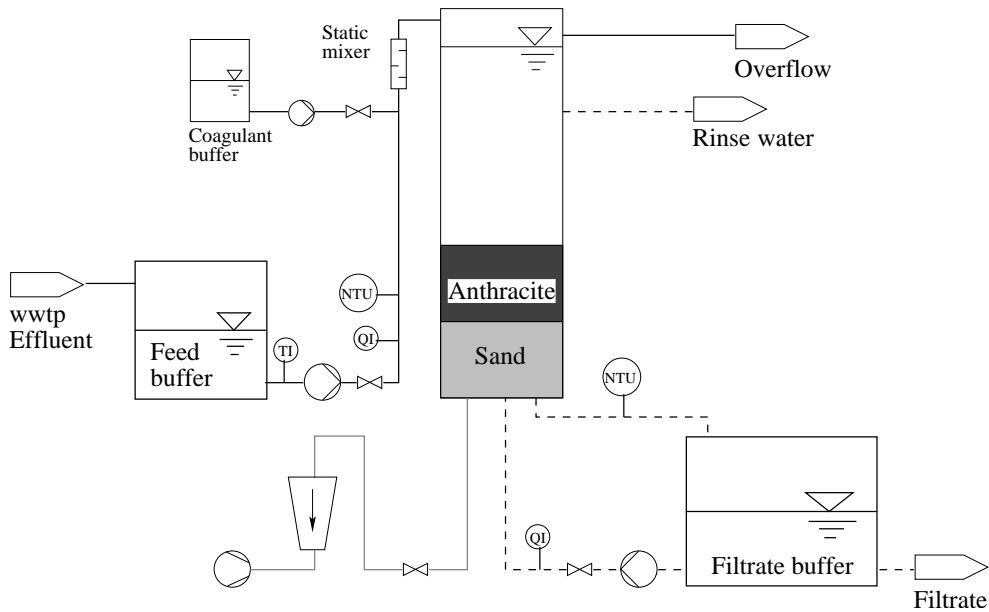 Static
mixer
Coagulant
buffer
Overflow
Rinse water
wwtp
Effluent
Feed
buffer
TI
NTU
QI
Anthracite
Sand
NTU
QI
Filtrate buffer
Filtrate